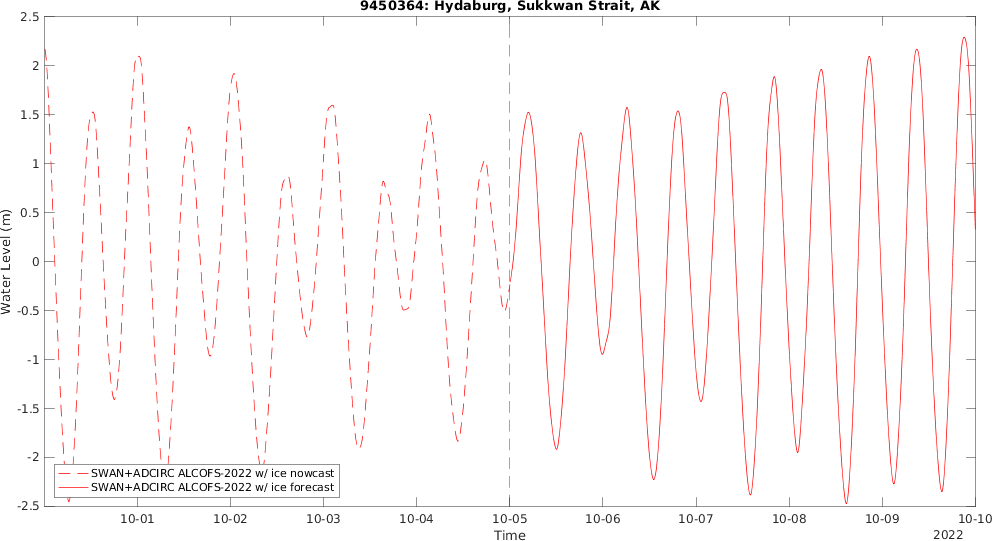 9450364: Hydaburg, Sukkwan Strait, AK
Water Level (m)
2.5
2
1.5
1
0.5
0
-0.5
-1
-1.5
-2
-2.5
SWAN+ADCIRC ALCOFS-2022 w/ ice nowcast
SWAN+ADCIRC ALCOFS-2022 w/ ice forecast
10-01 10-02 10-03 10-04 10-05 10-06 10-07 10-08 10-09 10-10
Time
2022